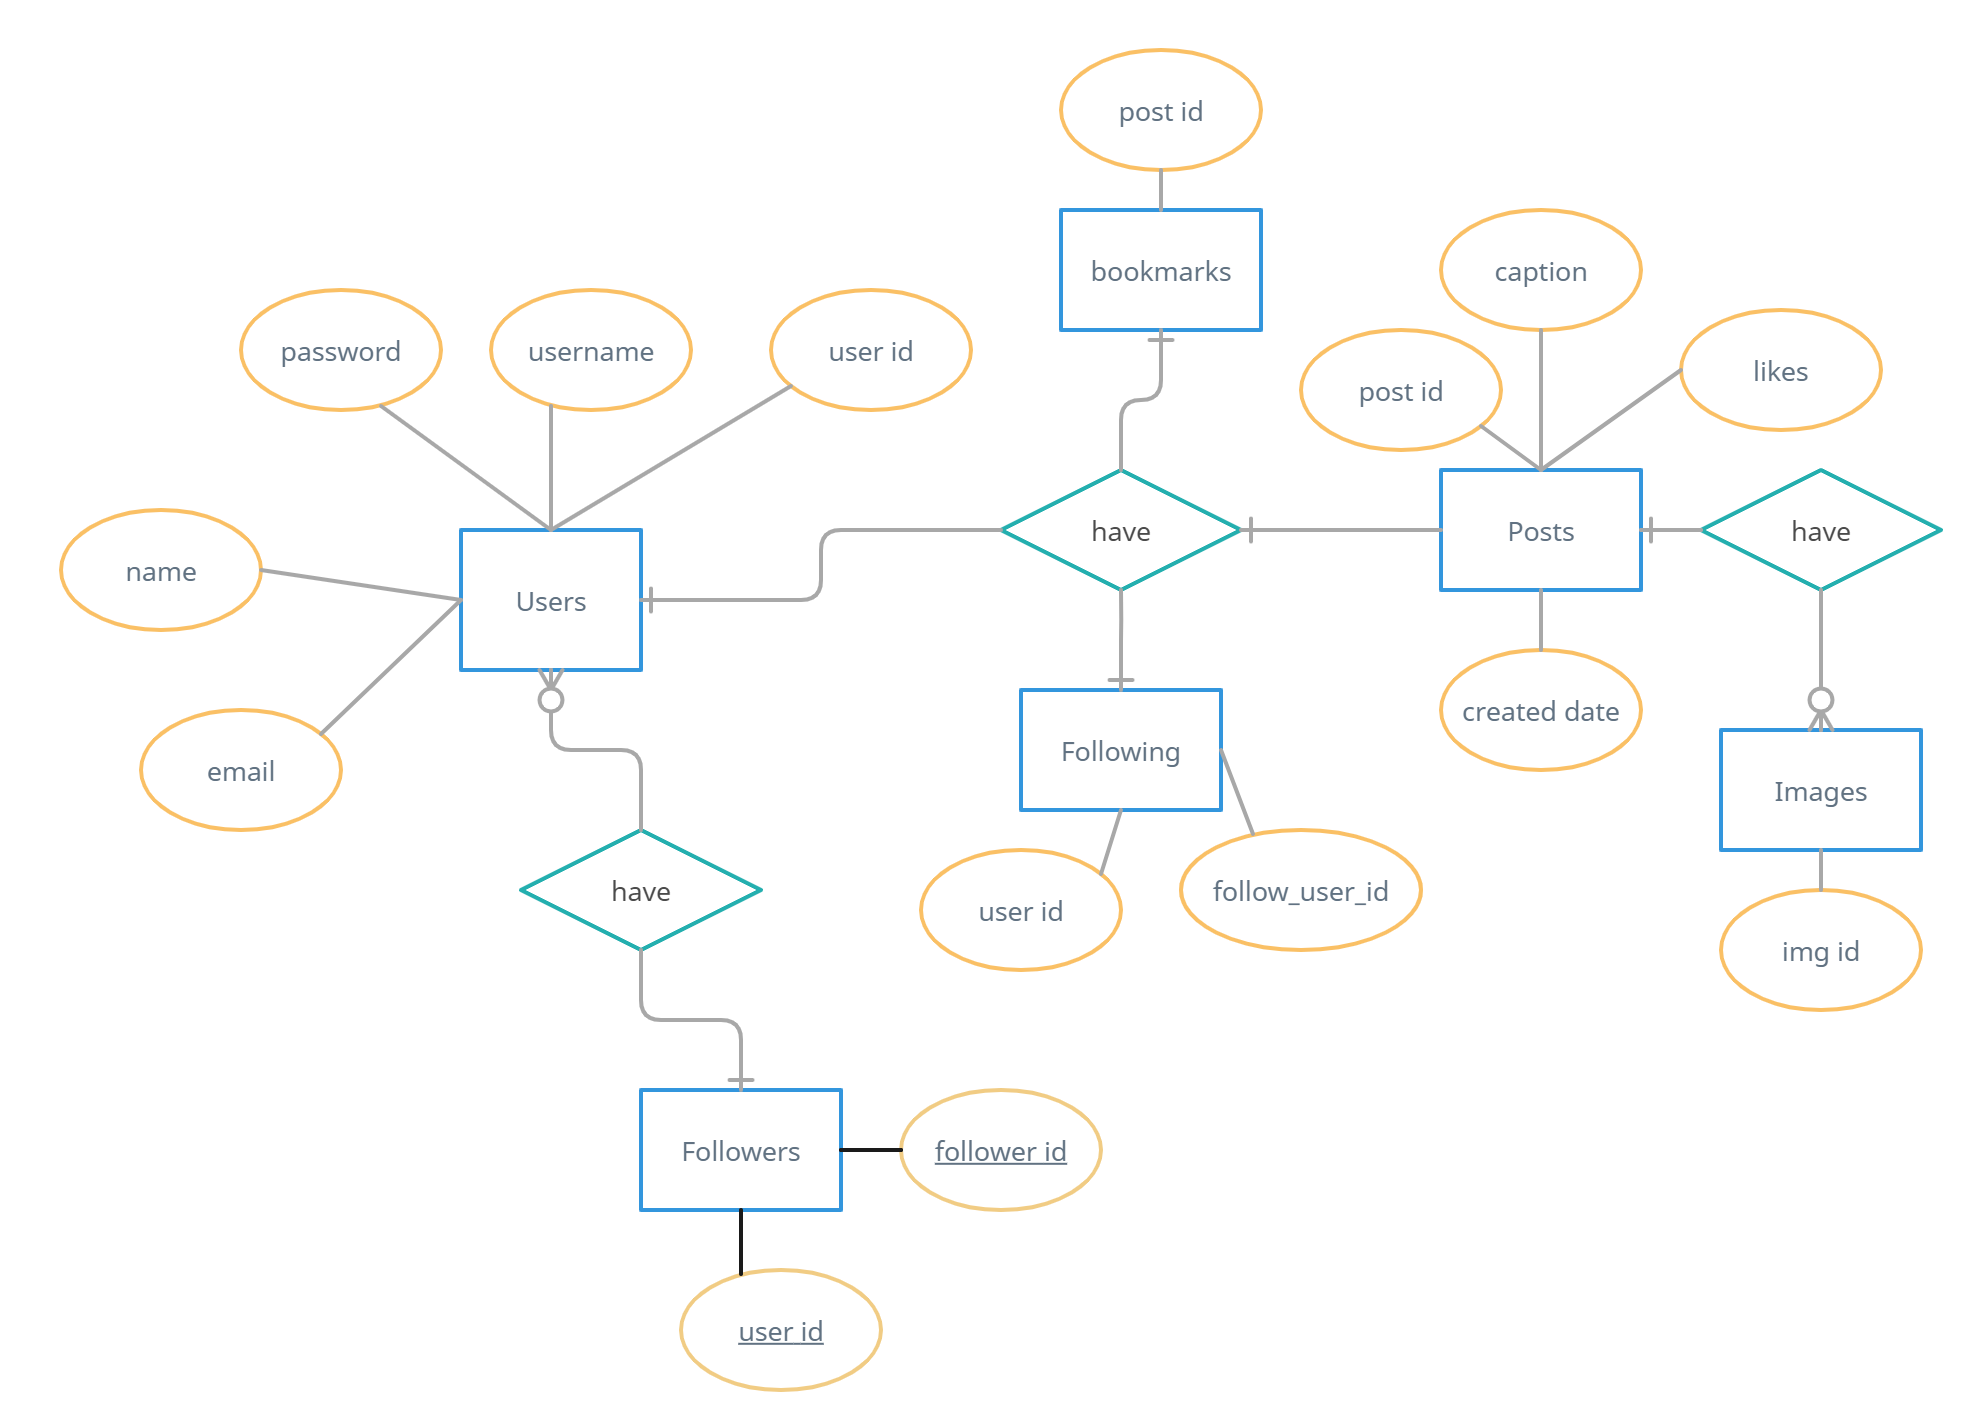 post id
bookmarks
caption
password
username
user id
post id
likes
have
Posts
have
name
Users
created date
Following
email
Images
have
user id
follow_user_id
img id
Followers
follower id
user id